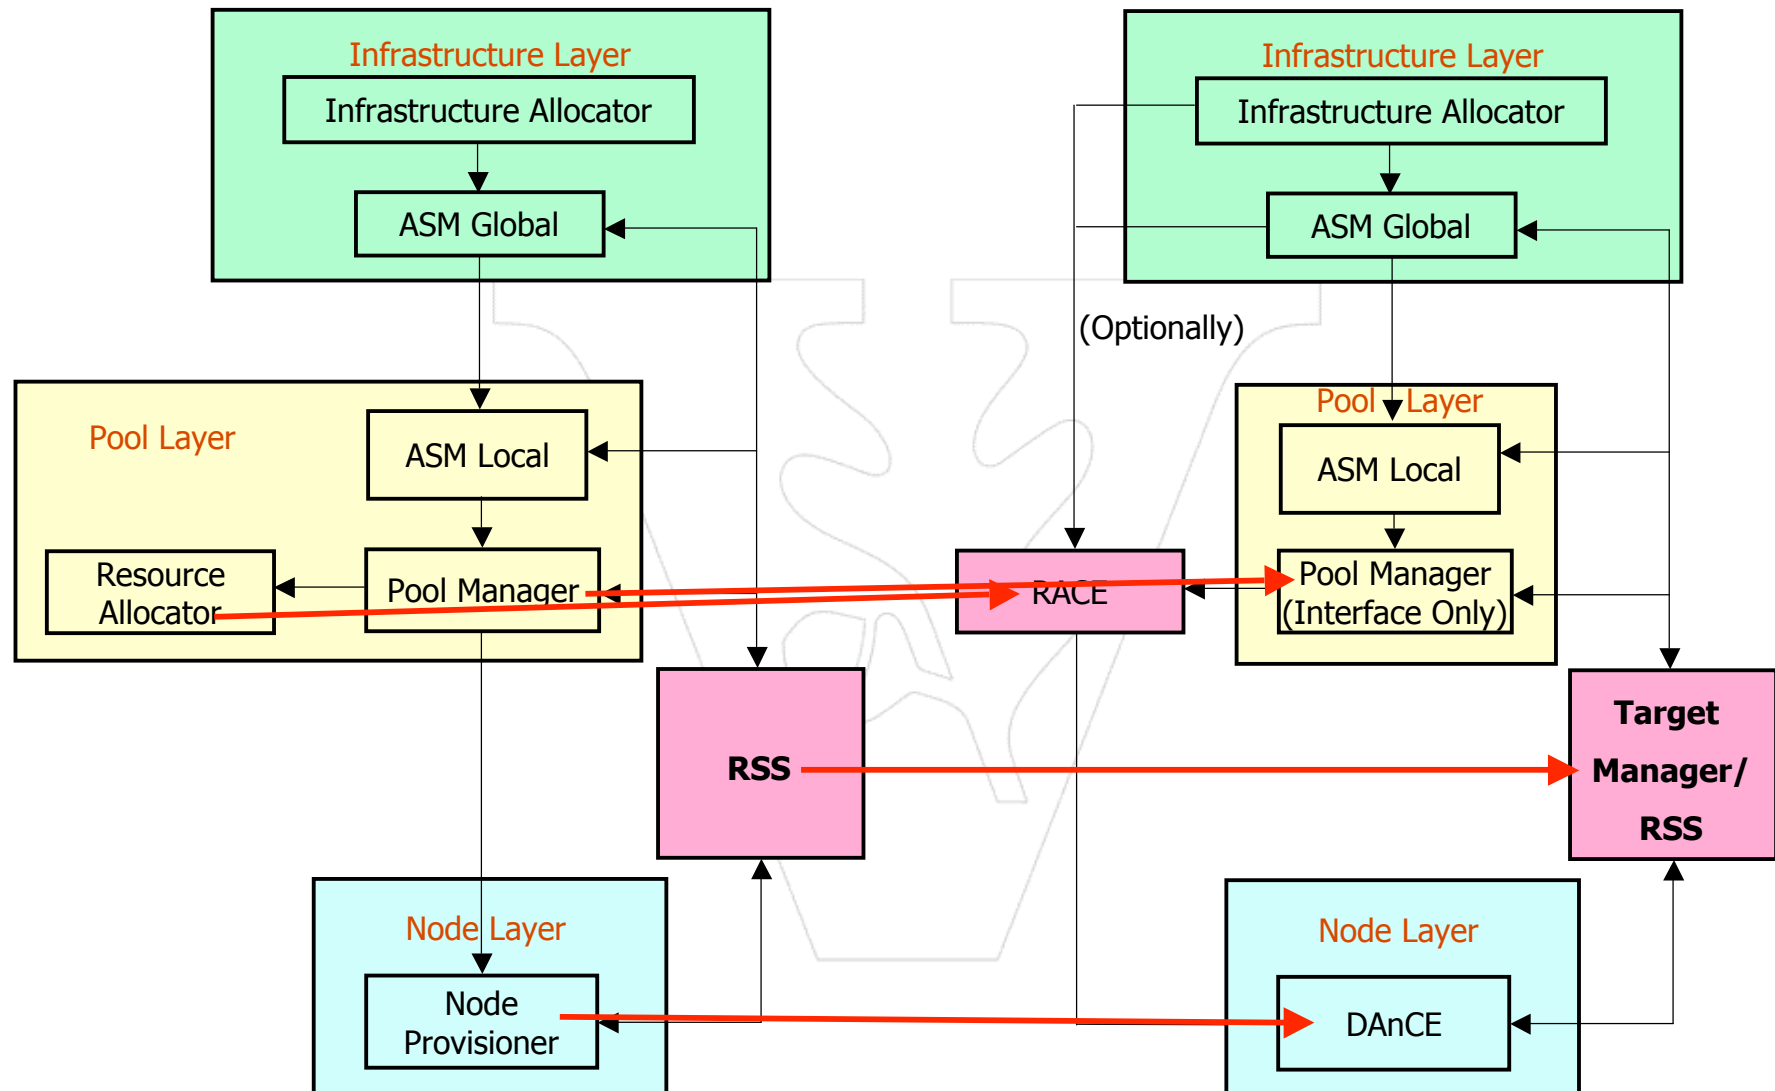 Infrastructure Layer
Infrastructure Allocator
ASM Global
Pool Layer
ASM Local
Resource
Allocator
Pool Manager
RSS
Node Layer
Node
Provisioner
Infrastructure Layer
Infrastructure Allocator
ASM Global
(Optionally)
Pool Layer
ASM Local
RACE
Pool Manager
(Interface Only)
Target
Manager/
RSS
Node Layer
DAnCE